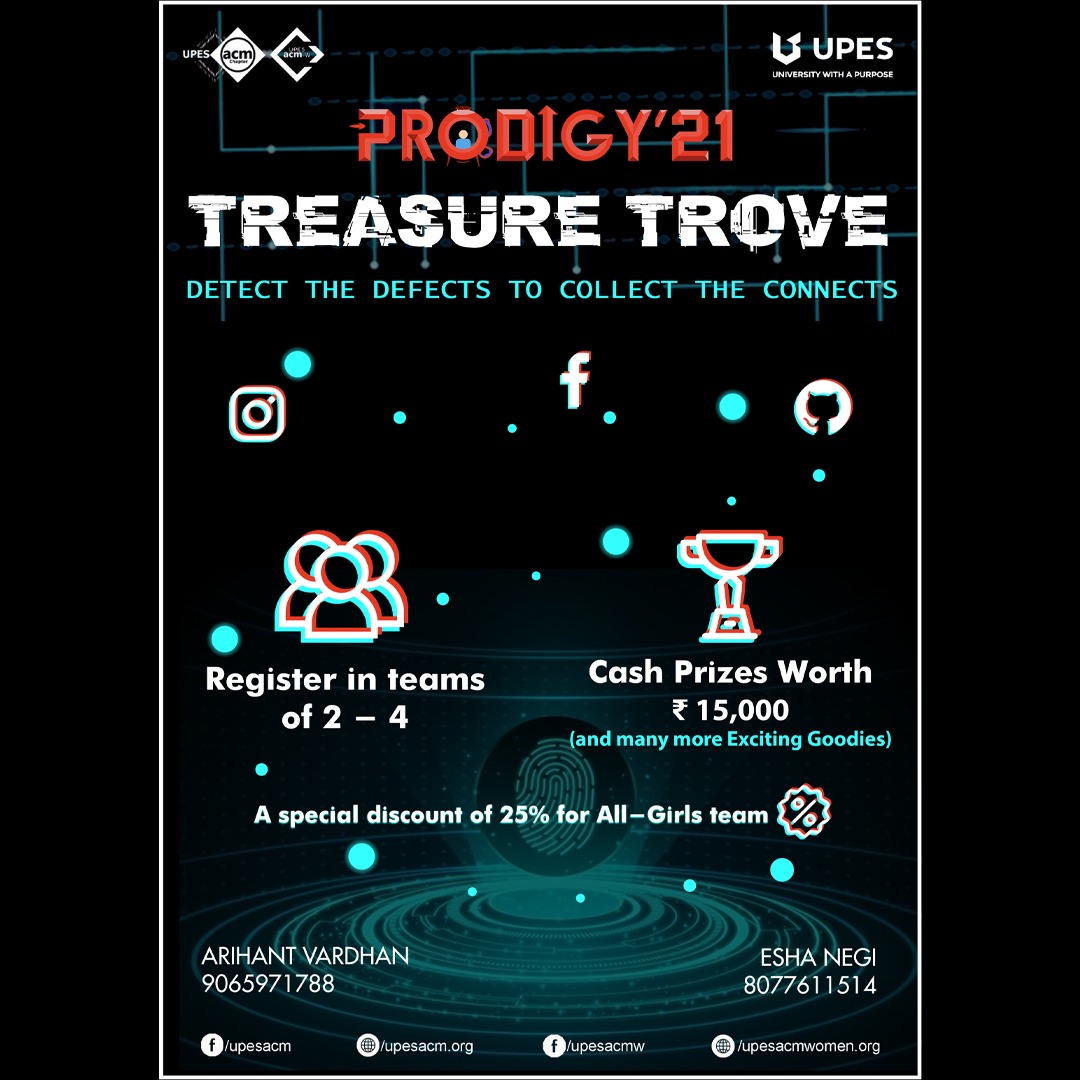 UPES acm Chapter
UPES acm-w
UPES
UNIVERSITY WITH A PURPOSE
PRODIGY'21
TREASURE TROVE
DETECT THE DEFECTS TO COLLECT THE CONNECTS
Register in teams
of 2 – 4
Cash Prizes Worth
₹ 15,000
(and many more Exciting Goodies)
A special discount of 25% for All–Girls team
ARIHANT VARDHAN
9065971788
ESHA NEGI
8077611514
/upesacm
/upesacm.org
/upesacmw
/upesacmwomen.org